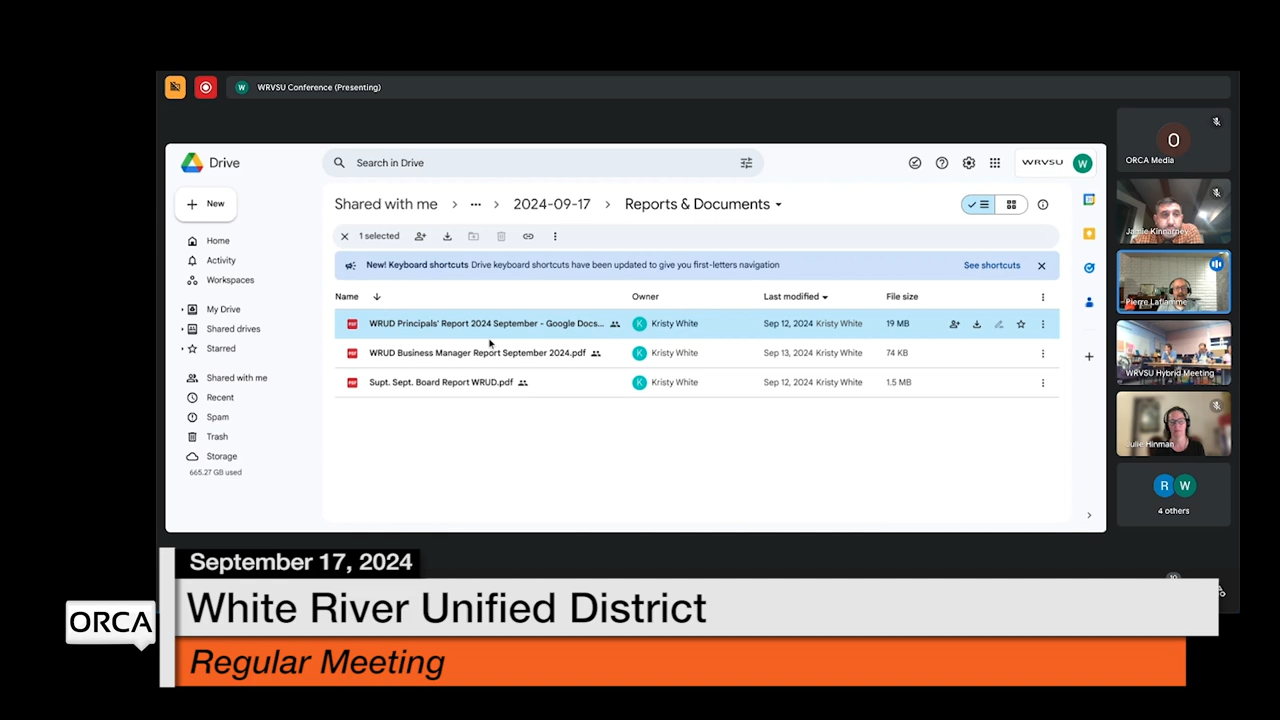 WRVSU Conference (Presenting)
W
Drive
Search in Drive
WRVSU
W
New
Shared with me > ... > 2024-09-17 > Reports & Documents
1 selected
Home
Activity
Workspaces
My Drive
Shared drives
Starred
Shared with me
Recent
Spam
Trash
Storage
665.27 GB used
New! Keyboard shortcuts Drive keyboard shortcuts have been updated to give you first-letters navigation See shortcuts
Name Owner Last modified File size
PDF WRUD Principals' Report 2024 September - Google Docs... K Kristy White Sep 12, 2024 Kristy White 19 MB
PDF WRUD Business Manager Report September 2024.pdf K Kristy White Sep 13, 2024 Kristy White 74 KB
PDF Supt. Sept. Board Report WRUD.pdf K Kristy White Sep 12, 2024 Kristy White 1.5 MB
O
ORCA Media
Jamie Kinnarney
Pierre Laflamme
WRVSU Hybrid Meeting
Julie Hinman
R W
4 others
10
September 17, 2024
White River Unified District
ORCA
Regular Meeting